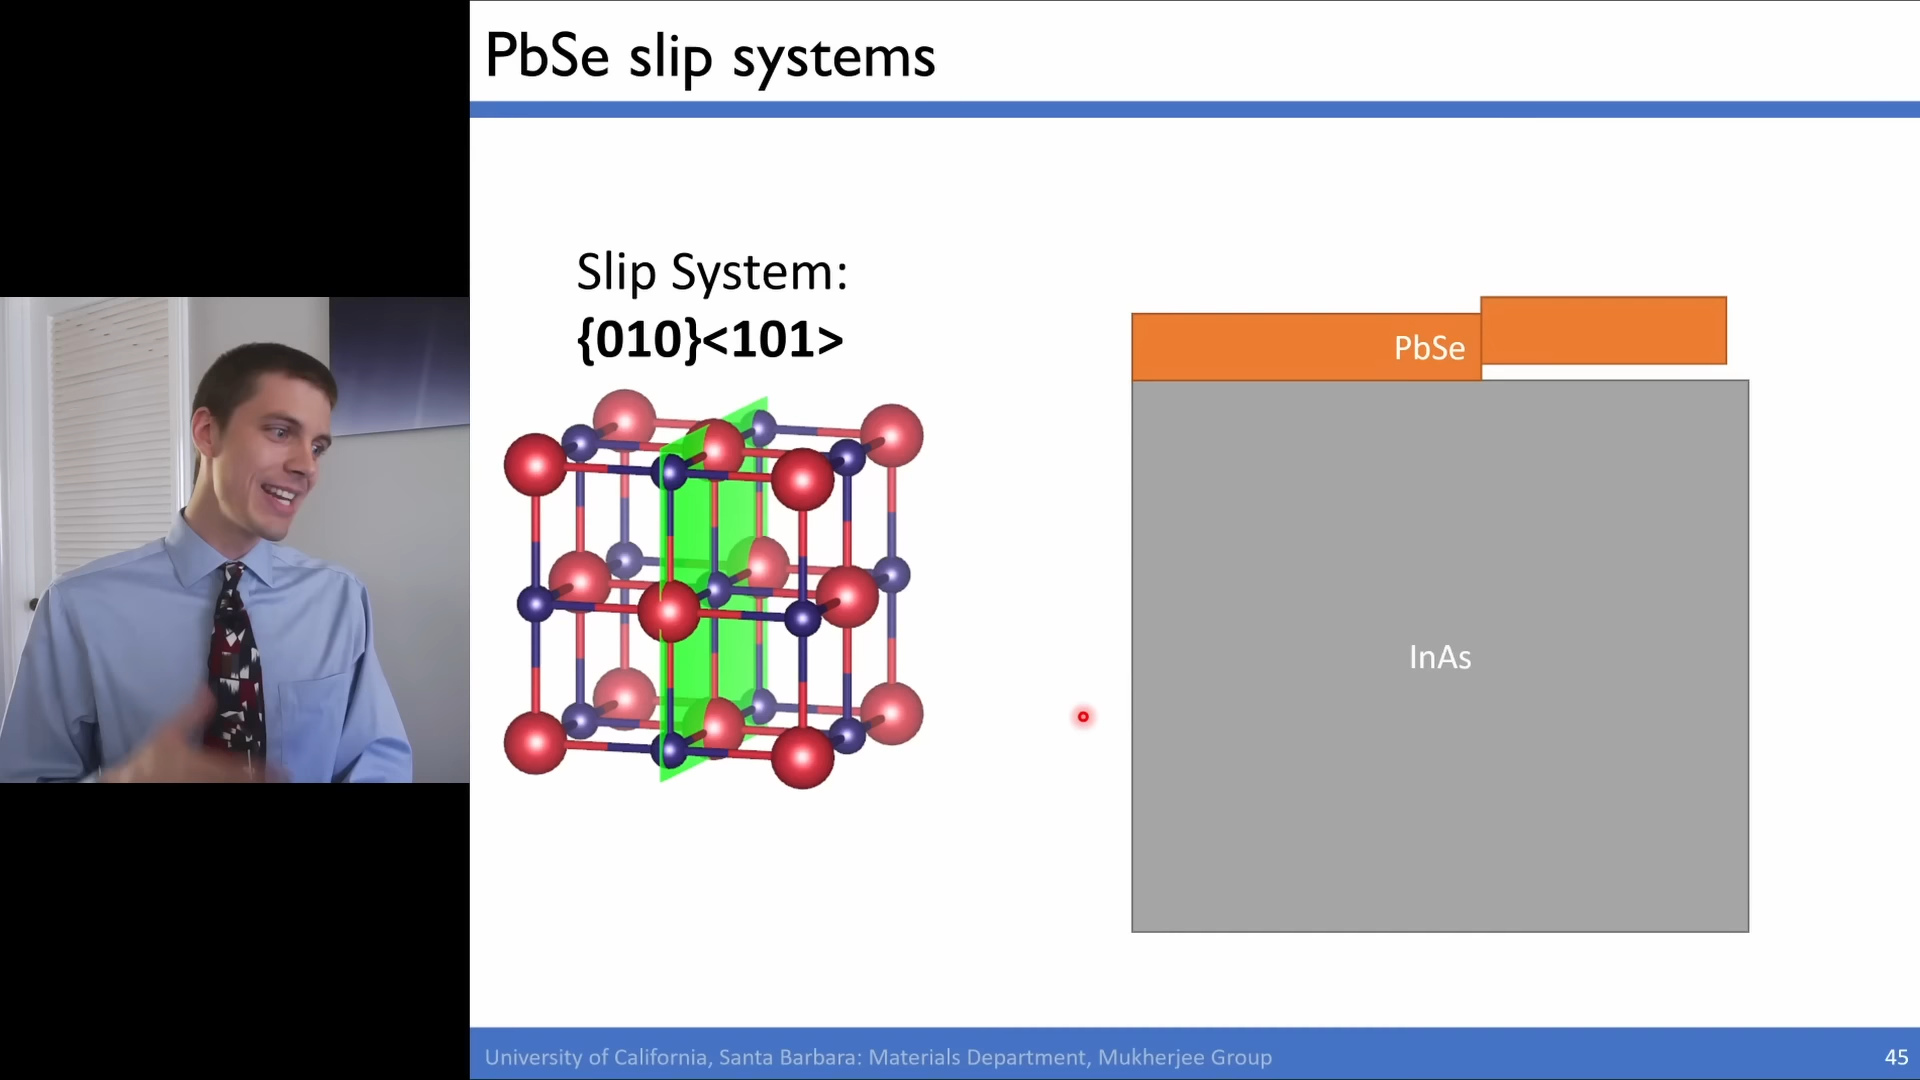 PbSe slip systems
Slip System:
{010}<101>
PbSe
InAs
University of California, Santa Barbara: Materials Department, Mukherjee Group
45